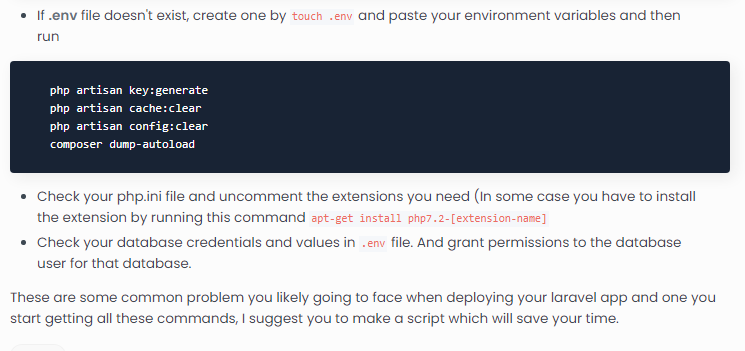 If .env file doesn't exist, create one by touch .env and paste your environment variables and then
run
php artisan key:generate
php artisan cache:clear
php artisan config:clear
composer dump-autoload
Check your php.ini file and uncomment the extensions you need (In some case you have to install
the extension by running this command apt-get install php7.2-[extension-name]
Check your database credentials and values in .env file. And grant permissions to the database
user for that database.
These are some common problem you likely going to face when deploying your laravel app and one you
start getting all these commands, I suggest you to make a script which will save your time.